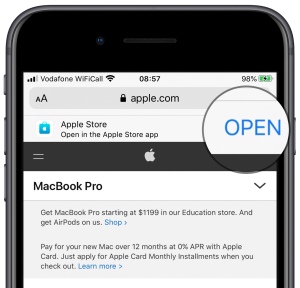 Vodafone WiFiCall 08:57 98%
AA apple.com
Apple Store
Open in the Apple Store app
OPEN
MacBook Pro
Get MacBook Pro starting at $1199 in our Education store. And
get AirPods on us. Shop >
Pay for your new Mac over 12 months at 0% APR with Apple
Card. Just apply for Apple Card Monthly Installments when you
check out. Learn more >